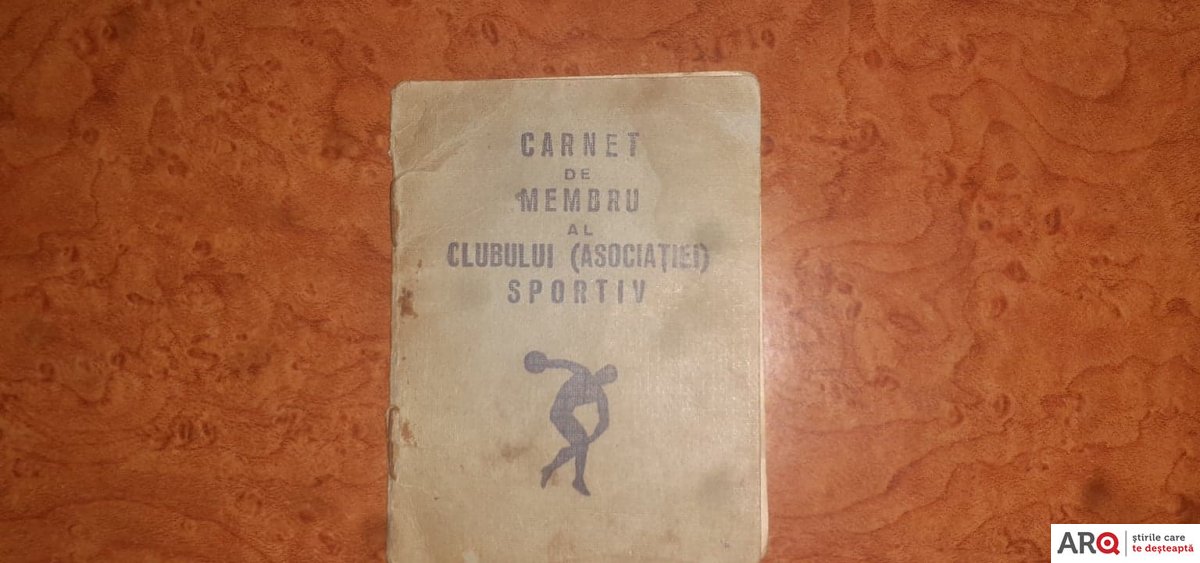 CARNET
DE
MEMBRU
AL
CLUBULUI (ASOCIAȚIEI)
SPORTIV
ARQ
știrile care
te deșteaptă